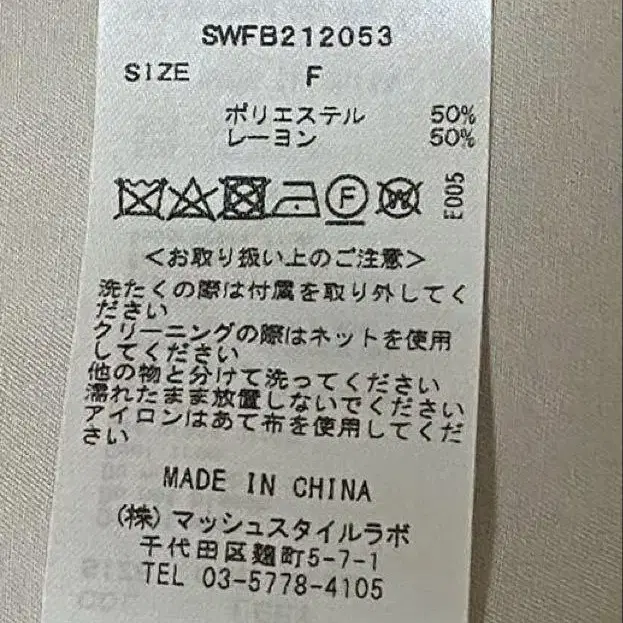 SWFB212053
SIZE F
ポリエステル 50%
レーヨン 50%
F W E005
<お取り扱い上のご注意>
洗たくの際は付属を取り外してく
ださい
クリーニングの際はネットを使用
してください
他の物と分けて洗ってください
濡れたまま放置しないでください
アイロンはあて布を使用してくだ
さい
MADE IN CHINA
(株)マッシュスタイルラボ
千代田区麹町5-7-1
TEL 03-5778-4105